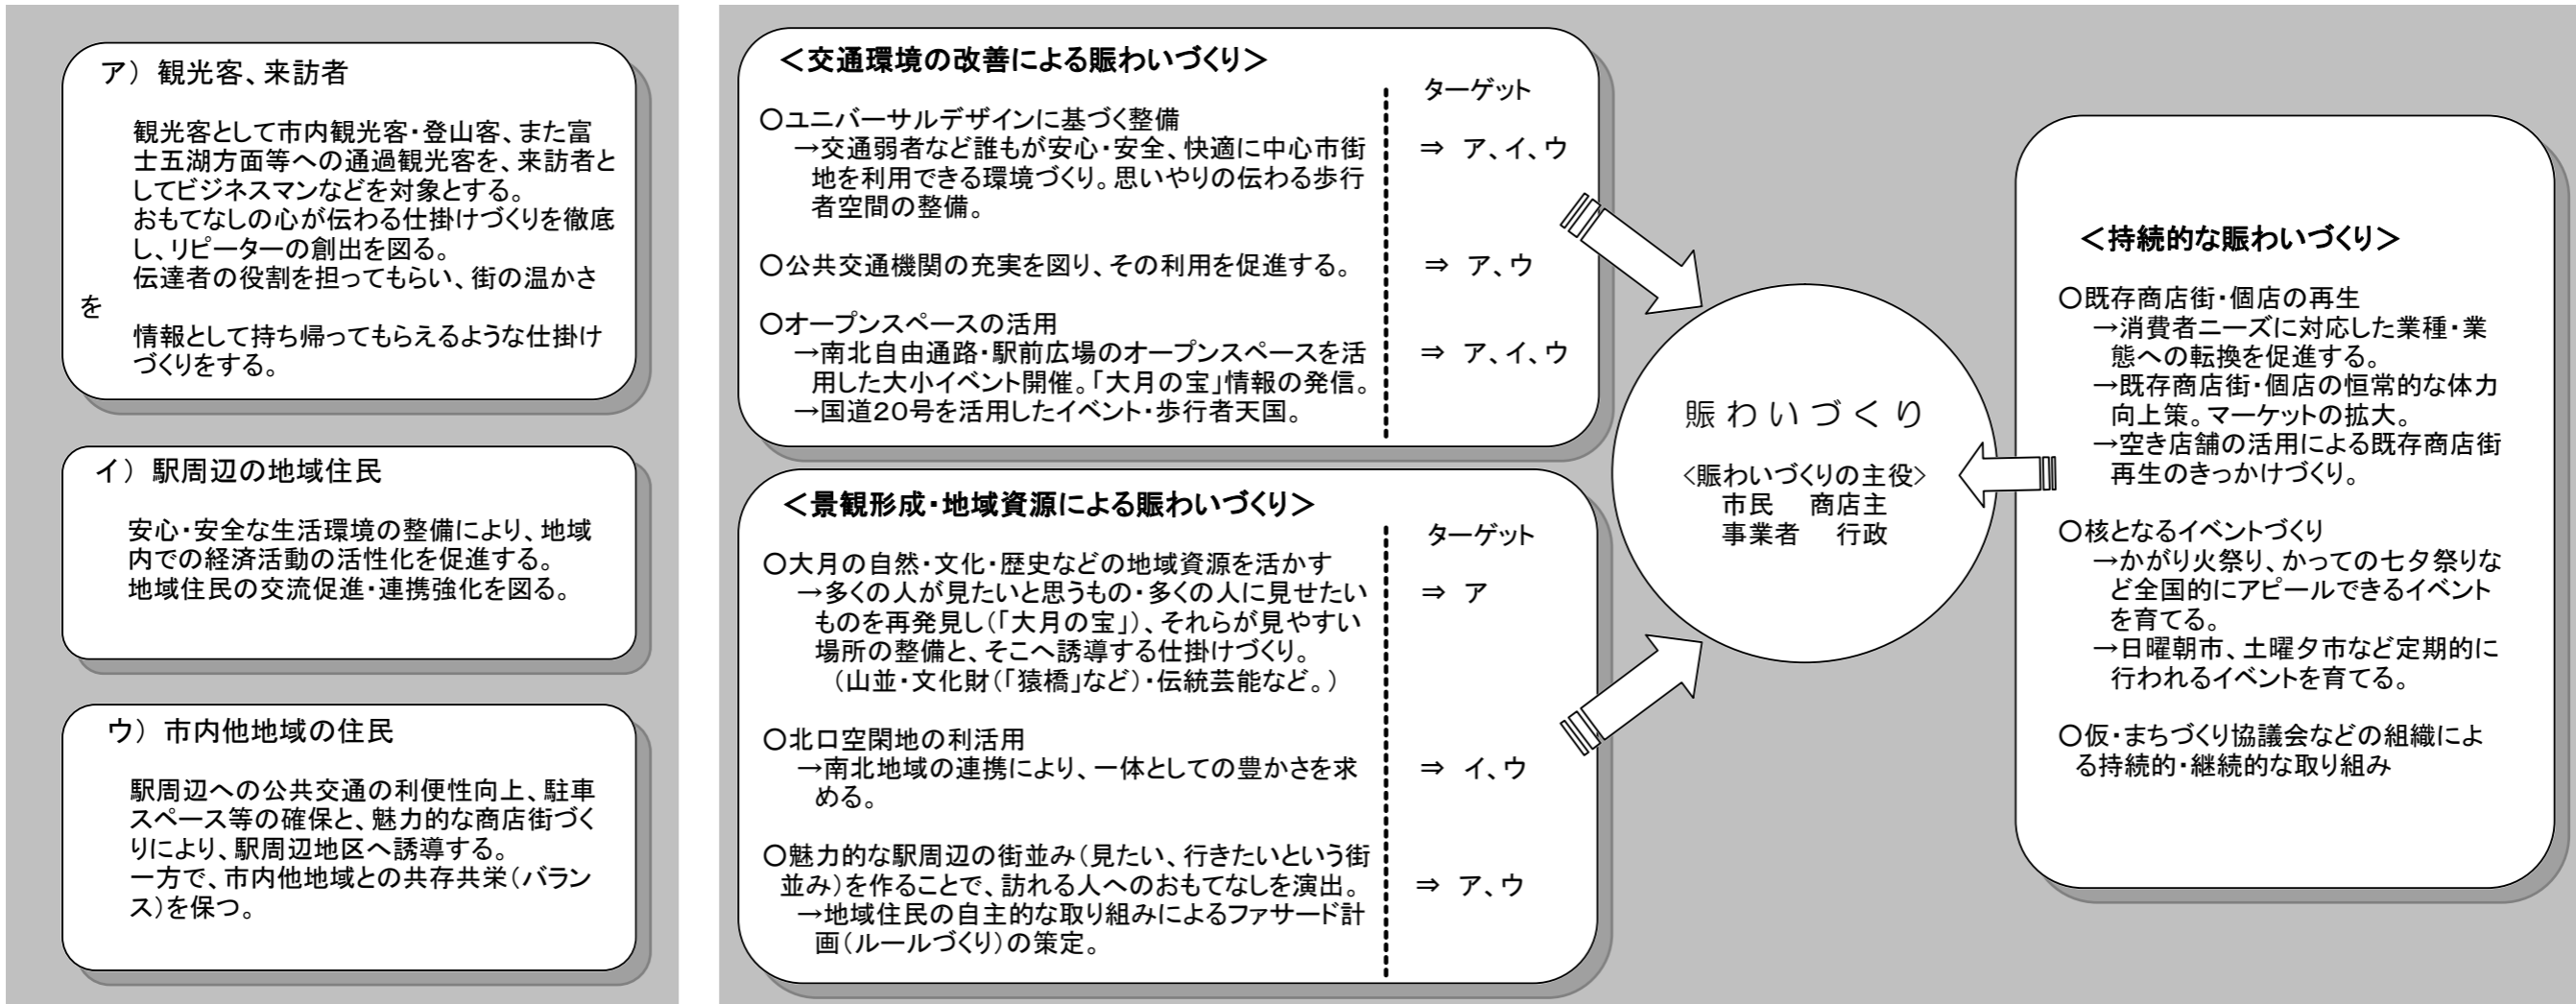 ア） 観光客、来訪者
観光客として市内観光客・登山客、また富
士五湖方面等への通過観光客を、来訪者と
してビジネスマンなどを対象とする。
おもてなしの心が伝わる仕掛けづくりを徹底
し、リピーターの創出を図る。
伝達者の役割を担ってもらい、街の温かさ
を
情報として持ち帰ってもらえるような仕掛け
づくりをする。
イ） 駅周辺の地域住民
安心・安全な生活環境の整備により、地域
内での経済活動の活性化を促進する。
地域住民の交流促進・連携強化を図る。
ウ） 市内他地域の住民
駅周辺への公共交通の利便性向上、駐車
スペース等の確保と、魅力的な商店街づく
りにより、駅周辺地区へ誘導する。
一方で、市内他地域との共存共栄（バラン
ス）を保つ。
＜交通環境の改善による賑わいづくり＞
ターゲット
〇ユニバーサルデザインに基づく整備
→交通弱者など誰もが安心・安全、快適に中心市街 ⇒ ア、イ、ウ
地を利用できる環境づくり。思いやりの伝わる歩行
者空間の整備。
〇公共交通機関の充実を図り、その利用を促進する。 ⇒ ア、ウ
〇オープンスペースの活用
→南北自由通路・駅前広場のオープンスペースを活 ⇒ ア、イ、ウ
用した大小イベント開催。「大月の宝」情報の発信。
→国道２０号を活用したイベント・歩行者天国。
＜景観形成・地域資源による賑わいづくり＞
ターゲット
〇大月の自然・文化・歴史などの地域資源を活かす
→多くの人が見たいと思うもの・多くの人に見せたい ⇒ ア
ものを再発見し（「大月の宝」）、それらが見やすい
場所の整備と、そこへ誘導する仕掛けづくり。
（山並・文化財（「猿橋」など）・伝統芸能など。）
〇北口空閑地の利活用
→南北地域の連携により、一体としての豊かさを求 ⇒ イ、ウ
める。
〇魅力的な駅周辺の街並み（見たい、行きたいという街
並み）を作ることで、訪れる人へのおもてなしを演出。 ⇒ ア、ウ
→地域住民の自主的な取り組みによるファサード計
画（ルールづくり）の策定。
賑わいづくり
＜賑わいづくりの主役＞
市民 商店主
事業者 行政
＜持続的な賑わいづくり＞
〇既存商店街・個店の再生
→消費者ニーズに対応した業種・業
態への転換を促進する。
→既存商店街・個店の恒常的な体力
向上策。マーケットの拡大。
→空き店舗の活用による既存商店街
再生のきっかけづくり。
〇核となるイベントづくり
→かがり火祭り、かっての七夕祭りな
ど全国的にアピールできるイベント
を育てる。
→日曜朝市、土曜夕市など定期的に
行われるイベントを育てる。
〇仮・まちづくり協議会などの組織によ
る持続的・継続的な取り組み